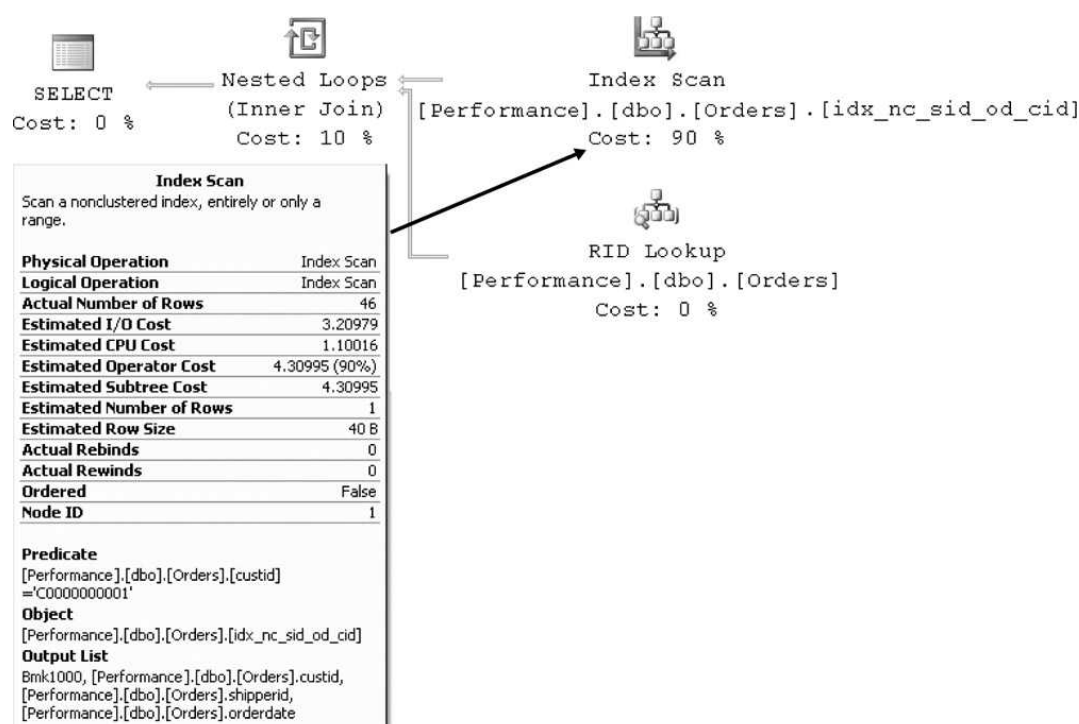 SELECT
Cost: 0 %
Nested Loops
(Inner Join)
Cost: 10 %
Index Scan
[Performance].[dbo].[Orders].[idx_nc_sid_od_cid]
Cost: 90 %
RID Lookup
[Performance].[dbo].[Orders]
Cost: 0 %
Index Scan
Scan a nonclustered index, entirely or only a
range.
Physical Operation Index Scan
Logical Operation Index Scan
Actual Number of Rows 46
Estimated I/O Cost 3.20979
Estimated CPU Cost 1.10016
Estimated Operator Cost 4.30995 (90%)
Estimated Subtree Cost 4.30995
Estimated Number of Rows 1
Estimated Row Size 40 B
Actual Rebinds 0
Actual Rewinds 0
Ordered False
Node ID 1
Predicate
[Performance].[dbo].[Orders].[custid]
='C0000000001'
Object
[Performance].[dbo].[Orders].[idx_nc_sid_od_cid]
Output List
Bmk1000, [Performance].[dbo].[Orders].custid,
[Performance].[dbo].[Orders].shipperid,
[Performance].[dbo].[Orders].orderdate